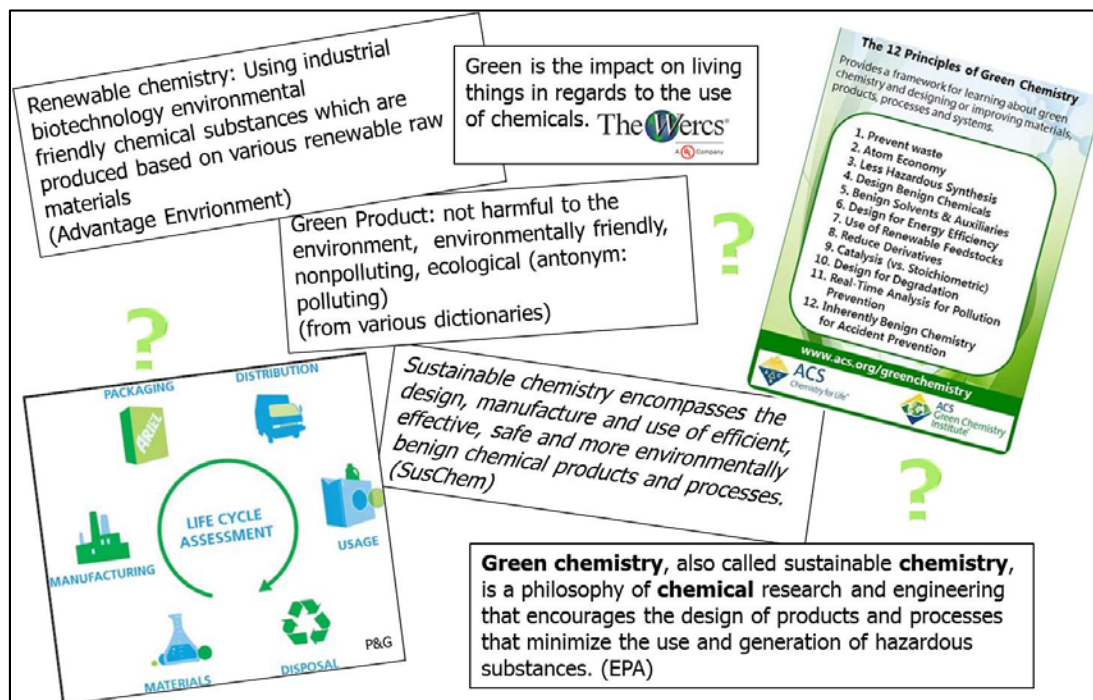 Renewable chemistry: Using industrial
biotechnology environmental
friendly chemical substances which are
produced based on various renewable raw
materials
(Advantage Envrionment)
Green is the impact on living
things in regards to the use
of chemicals. The Wercs®
A UL Company
The 12 Principles of Green Chemistry
Provides a framework for learning about green
chemistry and designing or improving materials,
products, processes and systems.
1. Prevent waste
2. Atom Economy
3. Less Hazardous Synthesis
4. Design Benign Chemicals
5. Benign Solvents & Auxiliaries
6. Design for Energy Efficiency
7. Use of Renewable Feedstocks
8. Reduce Derivatives
9. Catalysis (vs. Stoichiometric)
10. Design for Degradation
11. Real-Time Analysis for Pollution
Prevention
12. Inherently Benign Chemistry
for Accident Prevention
www.acs.org/greenchemistry
ACS
Chemistry for Life®
ACS
Green Chemistry
Institute®
Green Product: not harmful to the
environment, environmentally friendly,
nonpolluting, ecological (antonym:
polluting)
(from various dictionaries)
?
?
Sustainable chemistry encompasses the
design, manufacture and use of efficient,
effective, safe and more environmentally
benign chemical products and processes.
(SusChem)
?
PACKAGING
DISTRIBUTION
ARIEL
LIFE CYCLE
ASSESSMENT
USAGE
MANUFACTURING
MATERIALS
DISPOSAL
P&G
Green chemistry, also called sustainable chemistry,
is a philosophy of chemical research and engineering
that encourages the design of products and processes
that minimize the use and generation of hazardous
substances. (EPA)